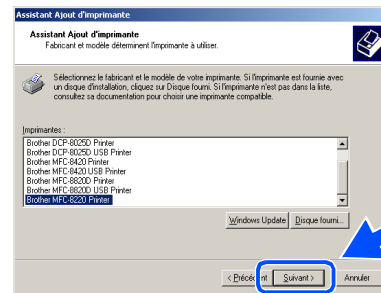 Assistant Ajout d'imprimante
Assistant Ajout d'imprimante
Fabricant et modèle déterminent l'imprimante à utiliser.
Sélectionnez le fabricant et le modèle de votre imprimante. Si l'imprimante est fournie avec
un disque d'installation, cliquez sur Disque fourni. Si l'imprimante n'est pas dans la liste,
consultez sa documentation pour choisir une imprimante compatible.
Imprimantes :
Brother DCP-8025D Printer
Brother DCP-8025D USB Printer
Brother MFC-8420 Printer
Brother MFC-8420 USB Printer
Brother MFC-8820D Printer
Brother MFC-8820D USB Printer
Brother MFC-8220 Printer
Windows Update Disque fourni...
< Précédent Suivant > Annuler